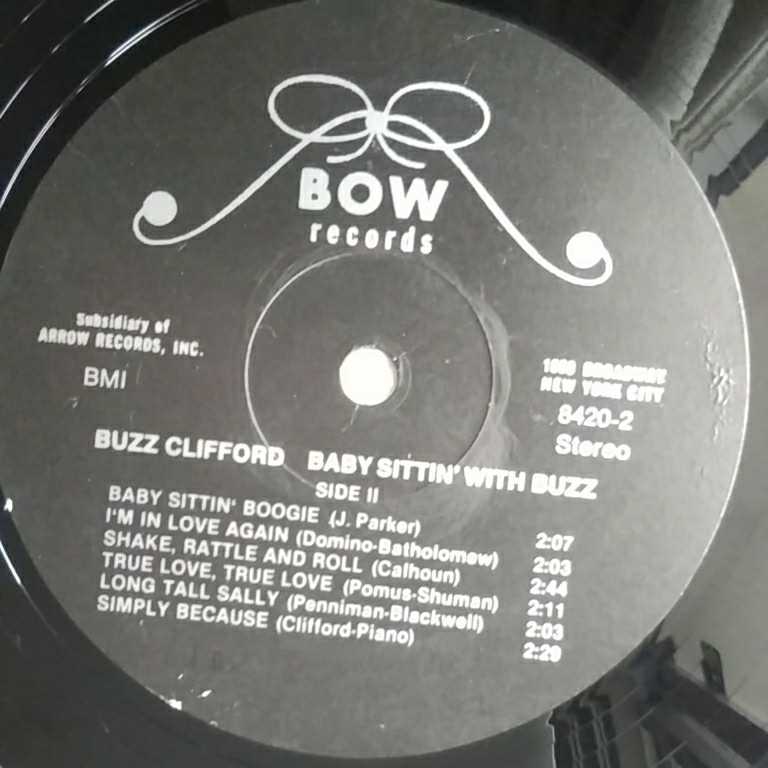 BOW
records
Subsidiary of
ARROW RECORDS, INC.
BMI
BROADWAY
NEW YORK CITY
8420-2
Stereo
BUZZ CLIFFORD BABY SITTIN' WITH BUZZ
SIDE II
BABY SITTIN' BOOGIE (J. Parker) 2:07
I'M IN LOVE AGAIN (Domino-Batholomew) 2:03
SHAKE, RATTLE AND ROLL (Calhoun) 2:44
TRUE LOVE, TRUE LOVE (Pomus-Shuman) 2:11
LONG TALL SALLY (Penniman-Blackwell) 2:03
SIMPLY BECAUSE (Clifford-Piano) 2:29